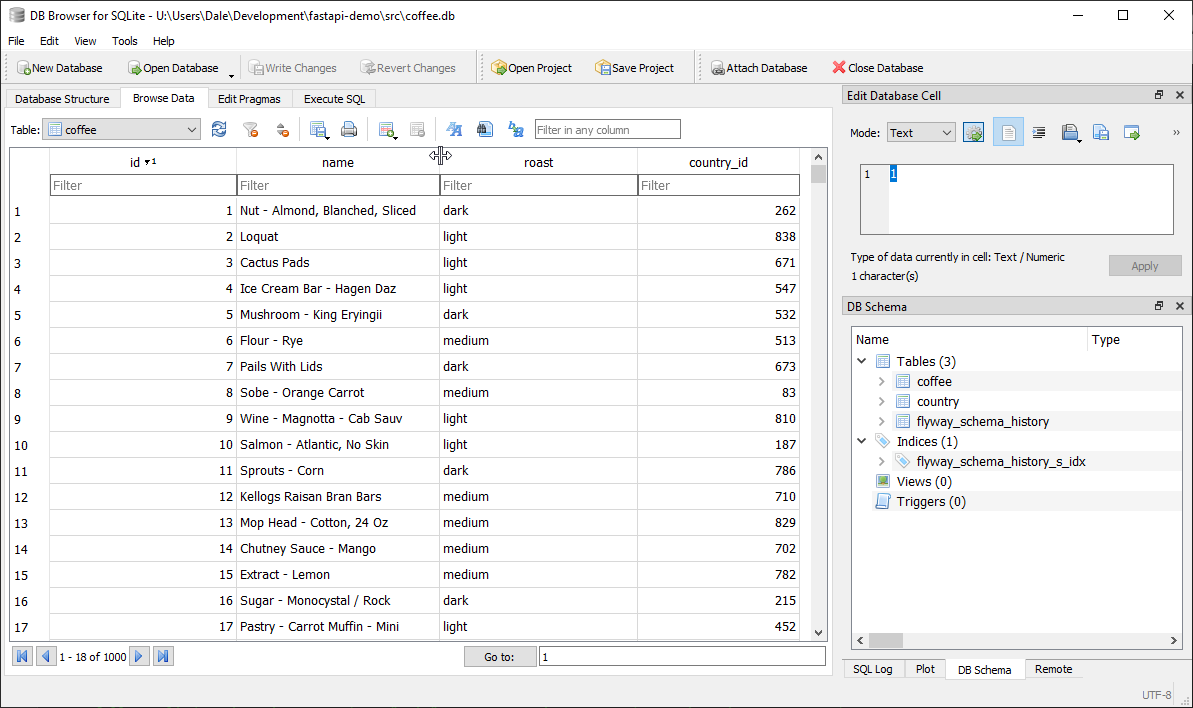 DB Browser for SQLite - U:\Users\Dale\Development\fastapi-demo\src\coffee.db
File Edit View Tools Help
New Database Open Database Write Changes Revert Changes Open Project Save Project Attach Database Close Database
Database Structure Browse Data Edit Pragmas Execute SQL
Table: coffee Filter in any column
id 1 name roast country_id
Filter Filter Filter Filter
1 1 Nut - Almond, Blanched, Sliced dark 262
2 2 Loquat light 838
3 3 Cactus Pads light 671
4 4 Ice Cream Bar - Hagen Daz light 547
5 5 Mushroom - King Eryingii dark 532
6 6 Flour - Rye medium 513
7 7 Pails With Lids dark 673
8 8 Sobe - Orange Carrot medium 83
9 9 Wine - Magnotta - Cab Sauv light 810
10 10 Salmon - Atlantic, No Skin light 187
11 11 Sprouts - Corn dark 786
12 12 Kellogs Raisan Bran Bars medium 710
13 13 Mop Head - Cotton, 24 Oz medium 829
14 14 Chutney Sauce - Mango medium 702
15 15 Extract - Lemon medium 782
16 16 Sugar - Monocystal / Rock dark 215
17 17 Pastry - Carrot Muffin - Mini light 452
1 - 18 of 1000 Go to: 1
Edit Database Cell
Mode: Text »
1 1
Type of data currently in cell: Text / Numeric
1 character(s)
Apply
DB Schema
Name Type
Tables (3)
coffee
country
flyway_schema_history
Indices (1)
flyway_schema_history_s_idx
Views (0)
Triggers (0)
SQL Log Plot DB Schema Remote
UTF-8